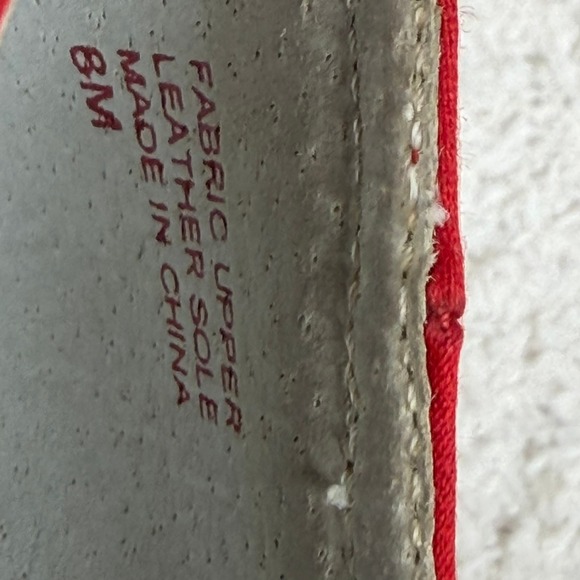 FABRIC UPPER
LEATHER SOLE
MADE IN CHINA
8M